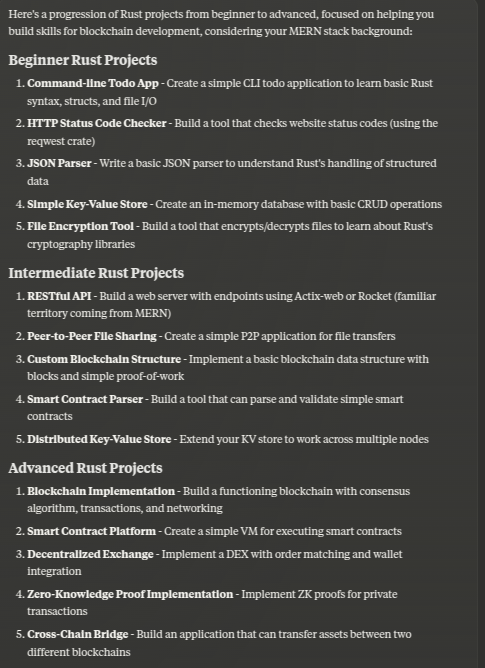 Here's a progression of Rust projects from beginner to advanced, focused on helping you
build skills for blockchain development, considering your MERN stack background:
Beginner Rust Projects
1. Command-line Todo App - Create a simple CLI todo application to learn basic Rust
syntax, structs, and file I/O
2. HTTP Status Code Checker - Build a tool that checks website status codes (using the
reqwest crate)
3. JSON Parser - Write a basic JSON parser to understand Rust's handling of structured
data
4. Simple Key-Value Store - Create an in-memory database with basic CRUD operations
5. File Encryption Tool - Build a tool that encrypts/decrypts files to learn about Rust's
cryptography libraries
Intermediate Rust Projects
1. RESTful API - Build a web server with endpoints using Actix-web or Rocket (familiar
territory coming from MERN)
2. Peer-to-Peer File Sharing - Create a simple P2P application for file transfers
3. Custom Blockchain Structure - Implement a basic blockchain data structure with
blocks and simple proof-of-work
4. Smart Contract Parser - Build a tool that can parse and validate simple smart
contracts
5. Distributed Key-Value Store - Extend your KV store to work across multiple nodes
Advanced Rust Projects
1. Blockchain Implementation - Build a functioning blockchain with consensus
algorithm, transactions, and networking
2. Smart Contract Platform - Create a simple VM for executing smart contracts
3. Decentralized Exchange - Implement a DEX with order matching and wallet
integration
4. Zero-Knowledge Proof Implementation - Implement ZK proofs for private
transactions
5. Cross-Chain Bridge - Build an application that can transfer assets between two
different blockchains